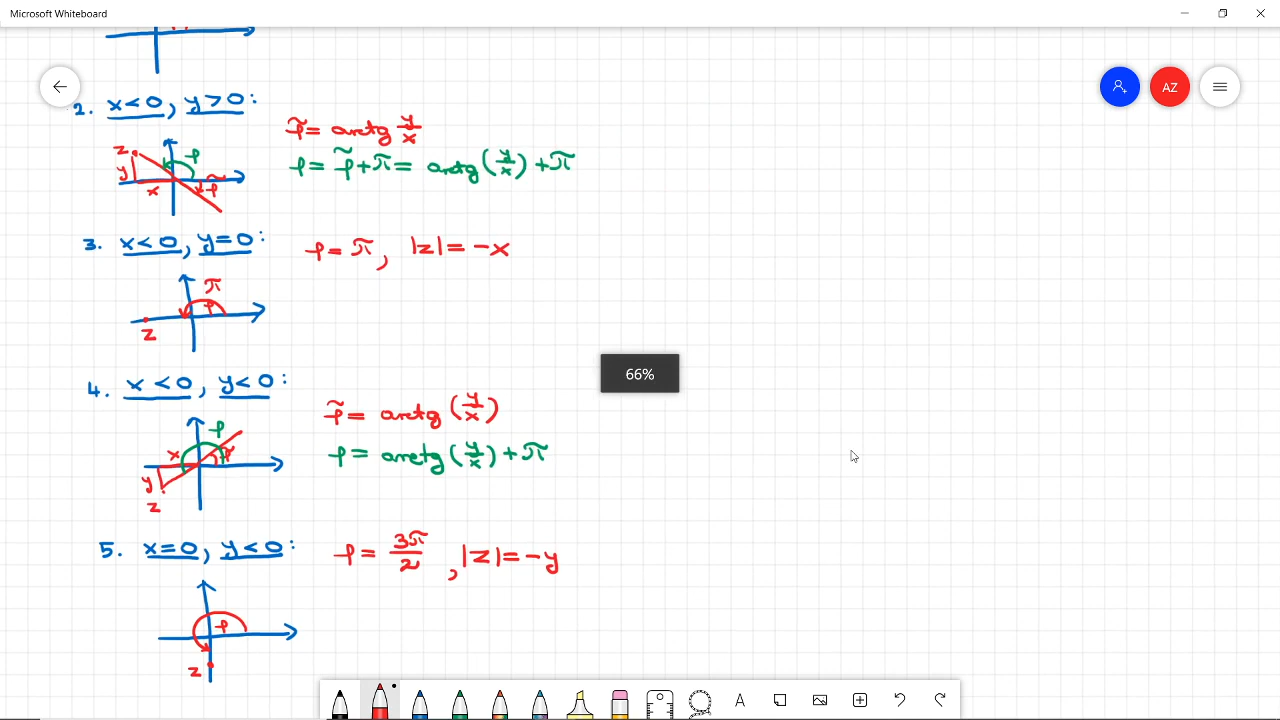 Microsoft Whiteboard
AZ
2. x<0, y>0:
φ̃ = arctg y/x
φ = φ̃+π = arctg(y/x)+π
z
φ
y
x
φ̃
3. x<0, y=0:
φ = π, |z| = -x
π
φ
z
66%
4. x<0, y<0:
φ̃ = arctg(y/x)
φ = arctg(y/x)+π
φ
x
φ̃
y
z
5. x=0, y<0:
φ = 3π/2, |z| = -y
φ
z
A